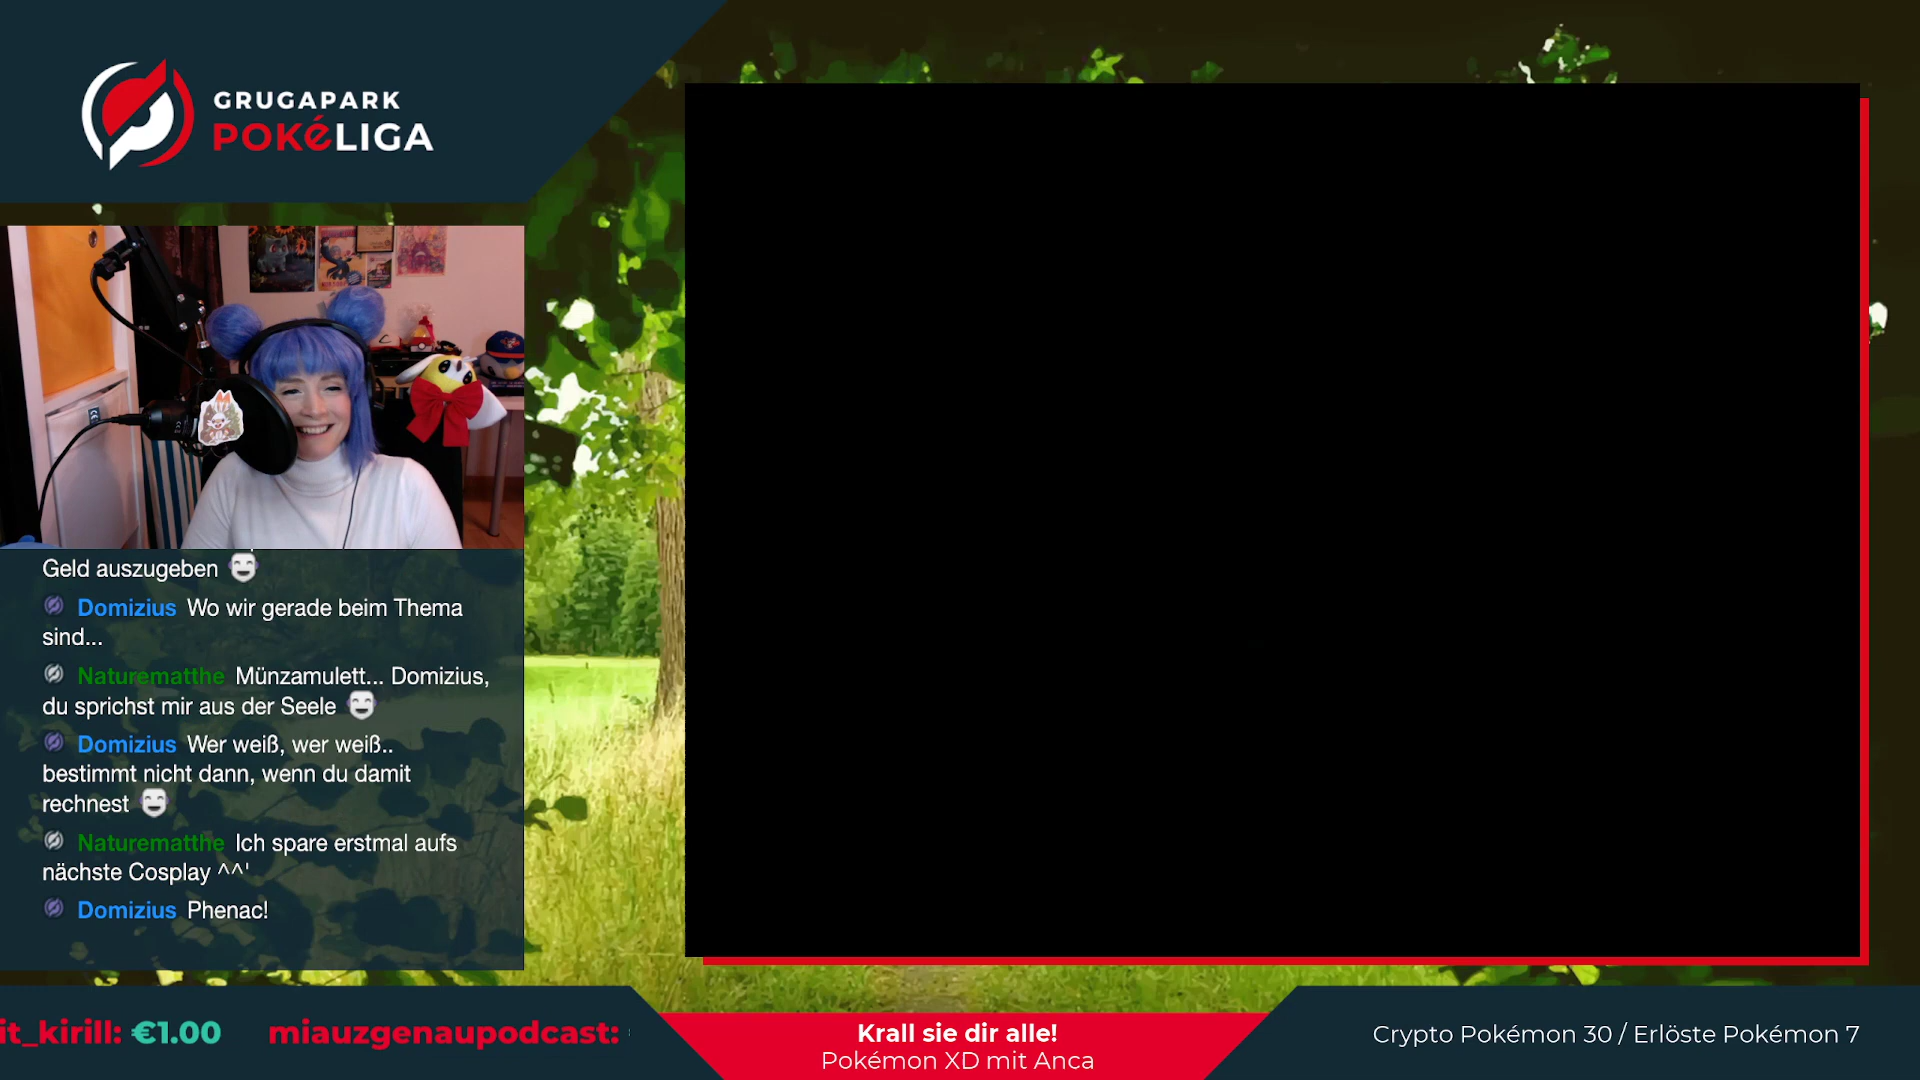 GRUGAPARK
POKéLIGA
Geld auszugeben
Domizius Wo wir gerade beim Thema
sind...
Naturematthe Münzamulett... Domizius,
du sprichst mir aus der Seele
Domizius Wer weiß, wer weiß..
bestimmt nicht dann, wenn du damit
rechnest
Naturematthe Ich spare erstmal aufs
nächste Cosplay ^^'
Domizius Phenac!
it_kirill: €1.00 miauzgenaupodcast:
Krall sie dir alle!
Pokémon XD mit Anca
Crypto Pokémon 30 / Erlöste Pokémon 7